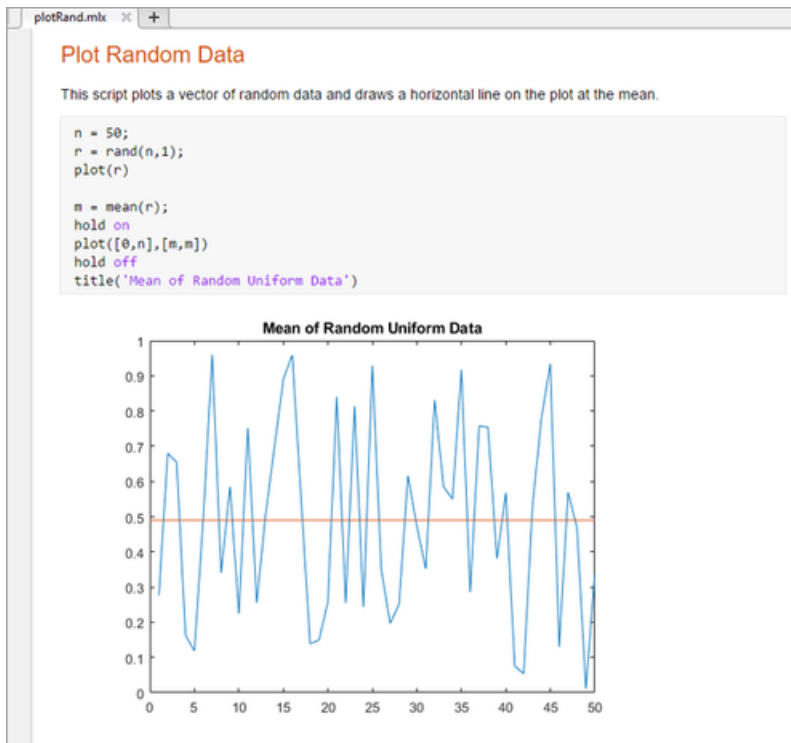 plotRand.mlx
Plot Random Data
This script plots a vector of random data and draws a horizontal line on the plot at the mean.
n = 50;
r = rand(n,1);
plot(r)
m = mean(r);
hold on
plot([0,n],[m,m])
hold off
title('Mean of Random Uniform Data')
Mean of Random Uniform Data
1
0.9
0.8
0.7
0.6
0.5
0.4
0.3
0.2
0.1
0
0 5 10 15 20 25 30 35 40 45 50